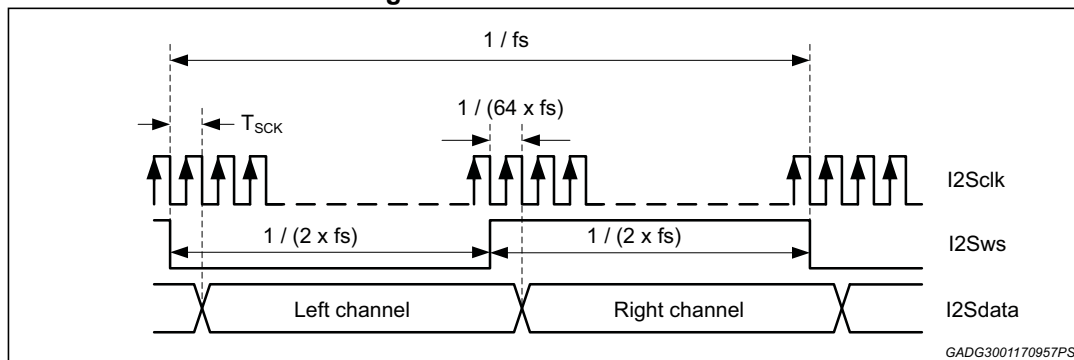 1 / fs
1 / (64 x fs)
TSCK
I2Sclk
1 / (2 x fs) 1 / (2 x fs) I2Sws
Left channel Right channel I2Sdata
GADG3001170957PS